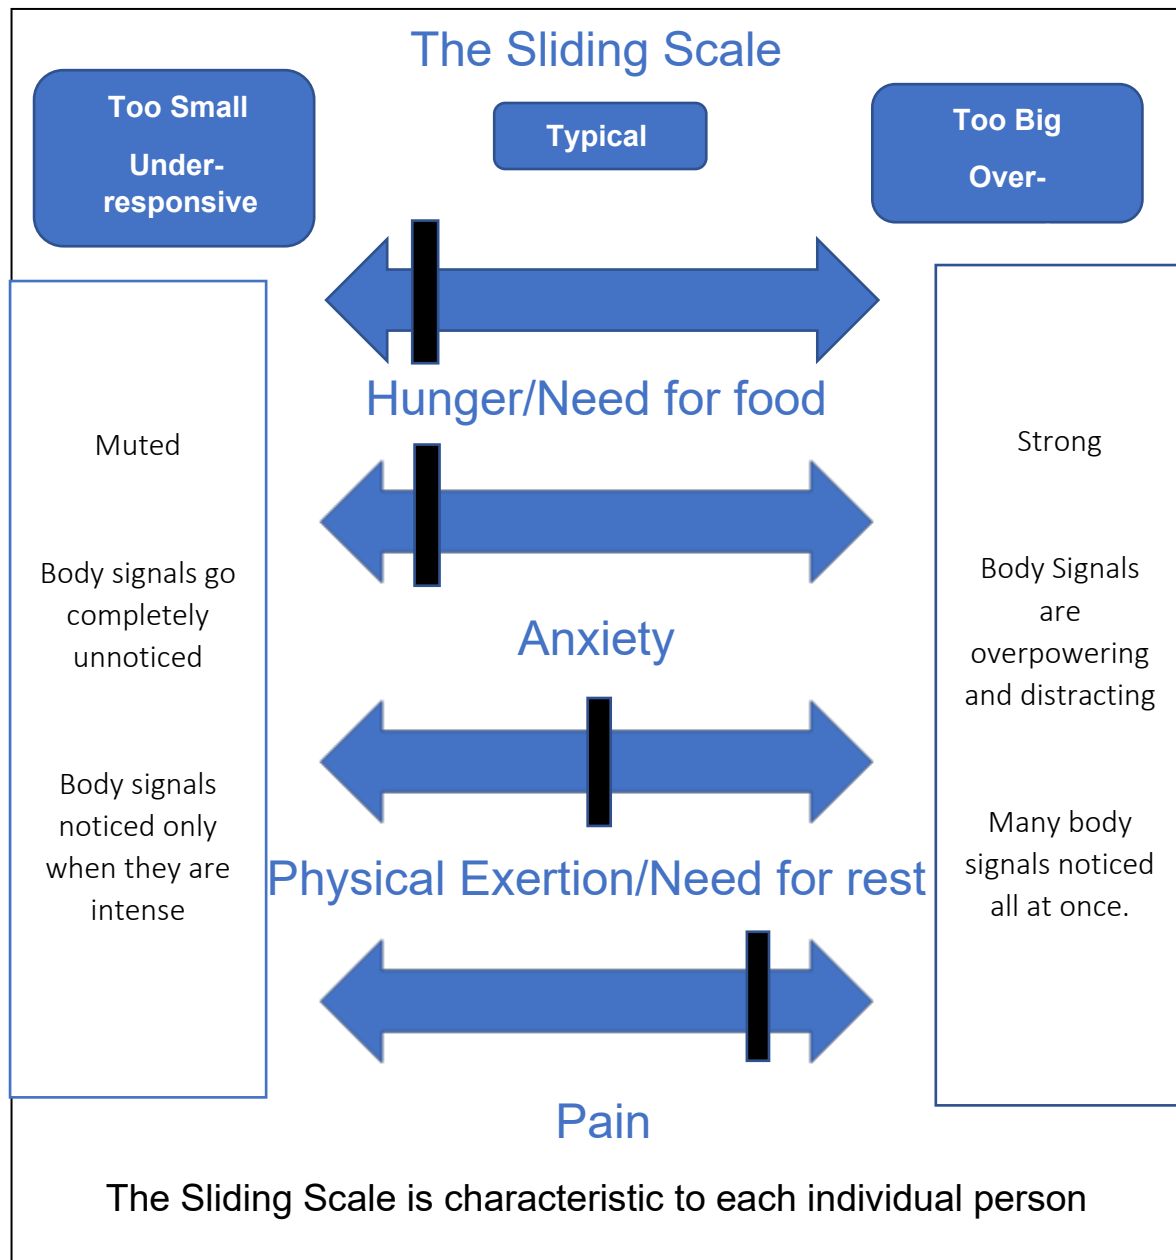 The Sliding Scale
Too Small
Under-
responsive
Typical
Too Big
Over-
Muted
Body signals go
completely
unnoticed
Body signals
noticed only
when they are
intense
Hunger/Need for food
Anxiety
Physical Exertion/Need for rest
Pain
Strong
Body Signals
are
overpowering
and distracting
Many body
signals noticed
all at once.
The Sliding Scale is characteristic to each individual person